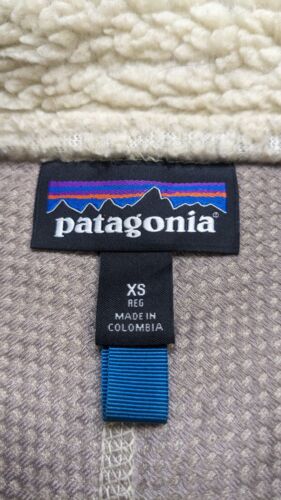 patagonia®
XS
REG
MADE IN
COLOMBIA